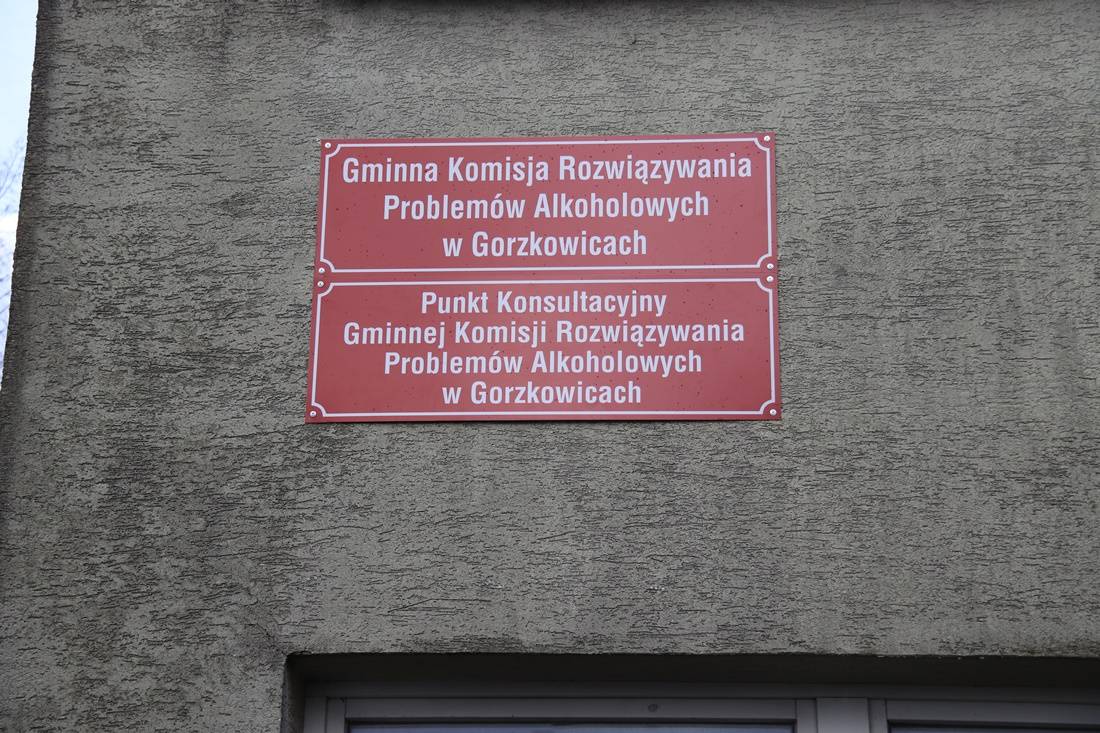 Gminna Komisja Rozwiązywania
Problemów Alkoholowych
w Gorzkowicach
Punkt Konsultacyjny
Gminnej Komisji Rozwiązywania
Problemów Alkoholowych
w Gorzkowicach